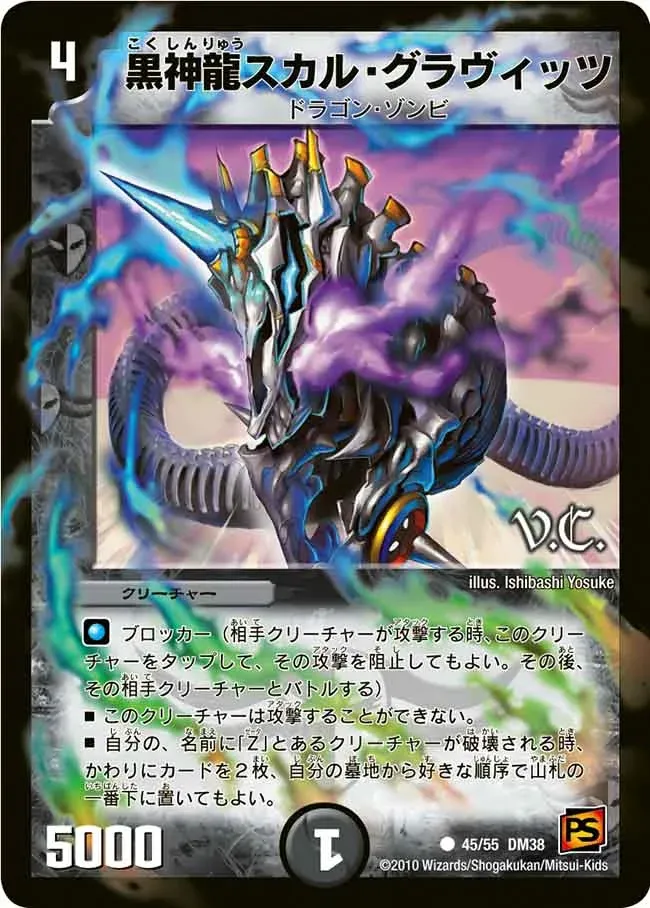 4
こくしんりゅう
黒神龍スカル・グラヴィッツ
ドラゴン・ゾンビ
V.C.
illus. Ishibashi Yosuke
クリーチャー
ブロッカー（相手クリーチャーが攻撃する時、このクリー
チャーをタップして、その攻撃を阻止してもよい。その後、
その相手クリーチャーとバトルする）
■ このクリーチャーは攻撃することができない。
■ 自分の、名前に「Z」とあるクリーチャーが破壊される時、
かわりにカードを２枚、自分の墓地から好きな順序で山札の
一番下に置いてもよい。
5000
1
● 45/55 DM38
PS
©2010 Wizards/Shogakukan/Mitsui-Kids